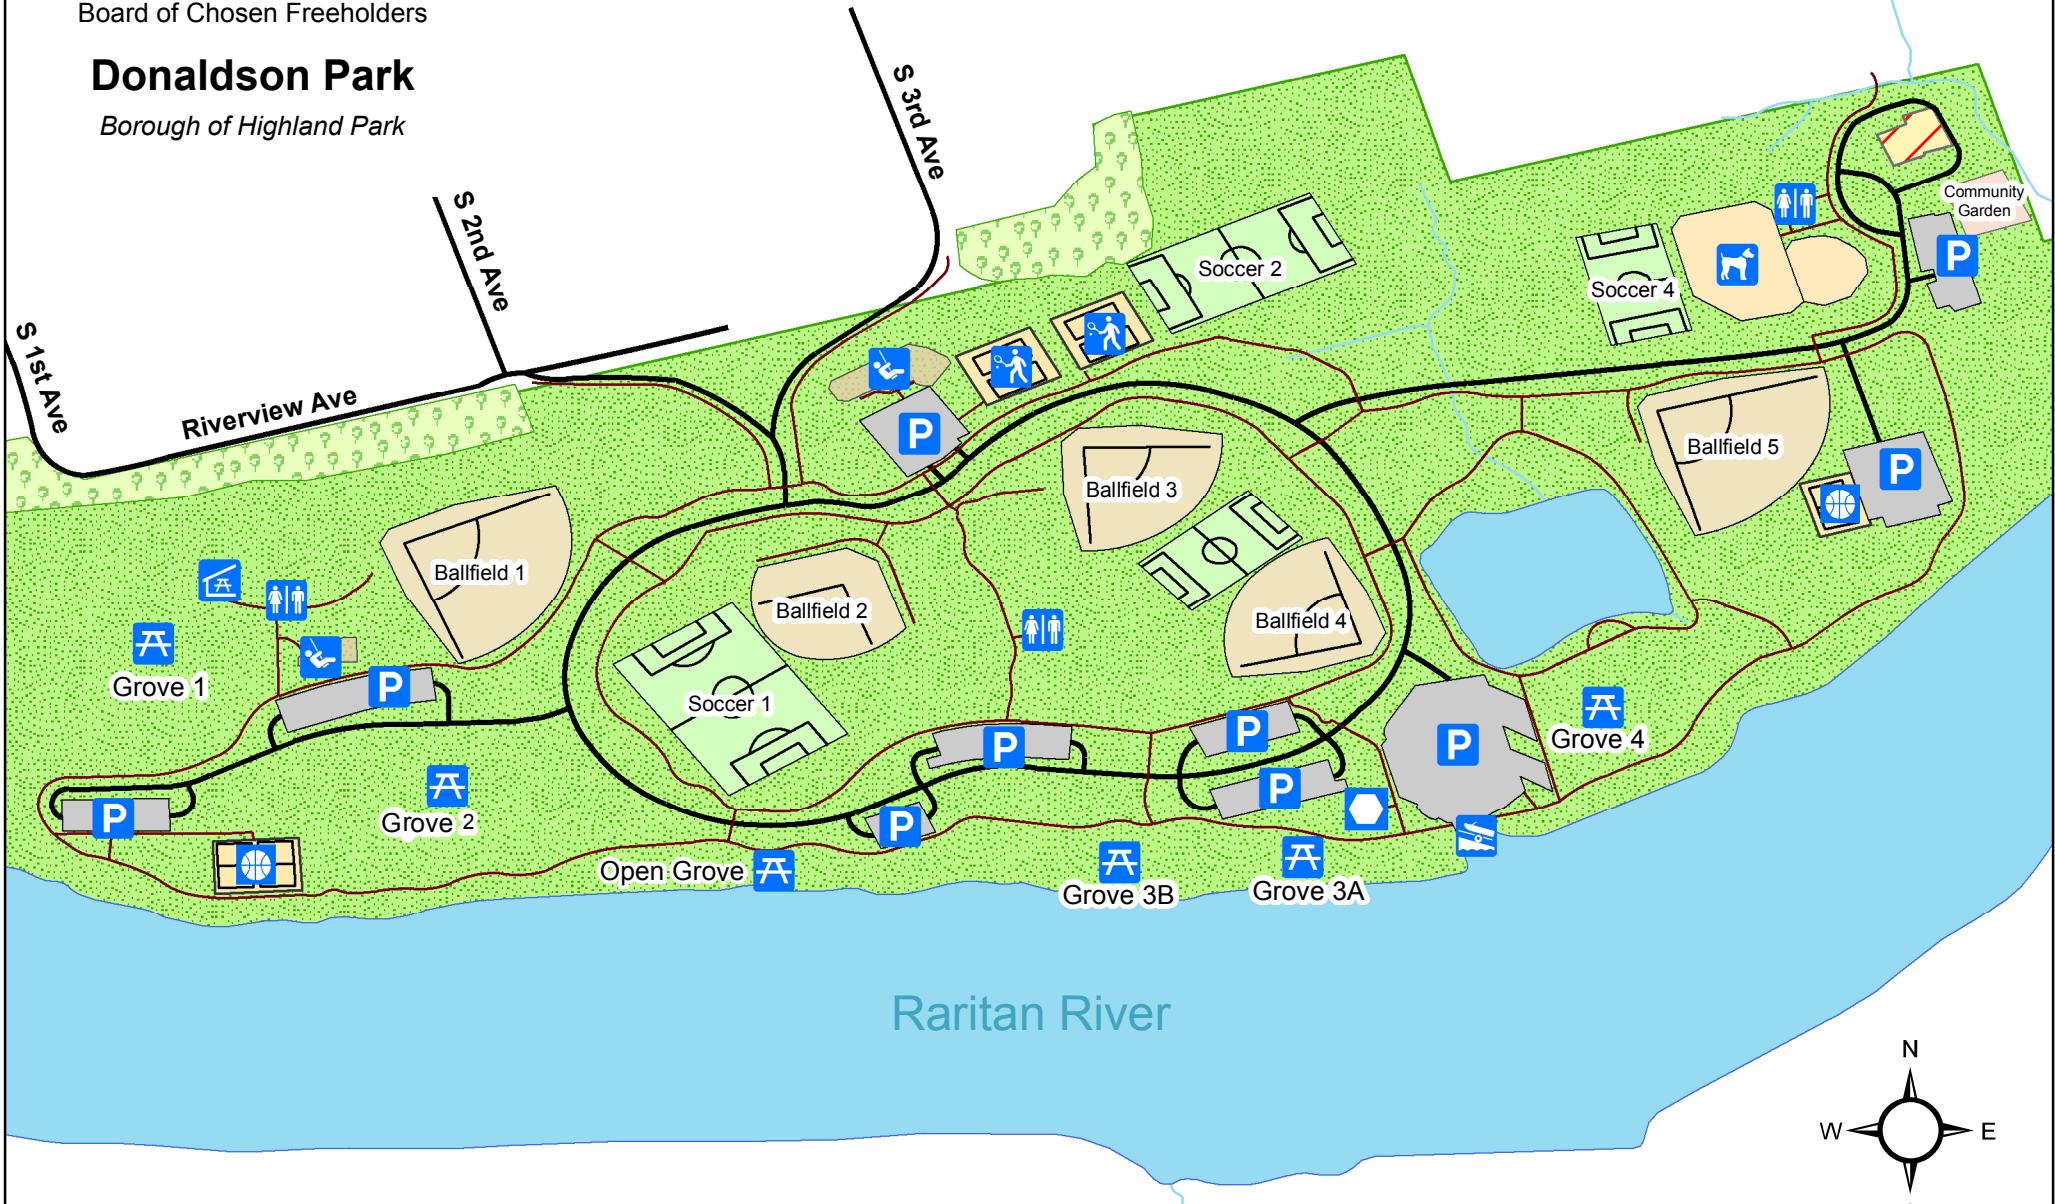 Board of Chosen Freeholders
Donaldson Park
Borough of Highland Park
S 3rd Ave
S 2nd Ave
S 1st Ave
Riverview Ave
Community
Garden
Soccer 2
Soccer 4
P
P
Ballfield 5
P
Ballfield 3
Ballfield 1
Ballfield 2
Ballfield 4
Grove 1
P
Soccer 1
P
P
P
Grove 4
P
P
P
Grove 2
Open Grove
Grove 3B
Grove 3A
Raritan River
N
W
E